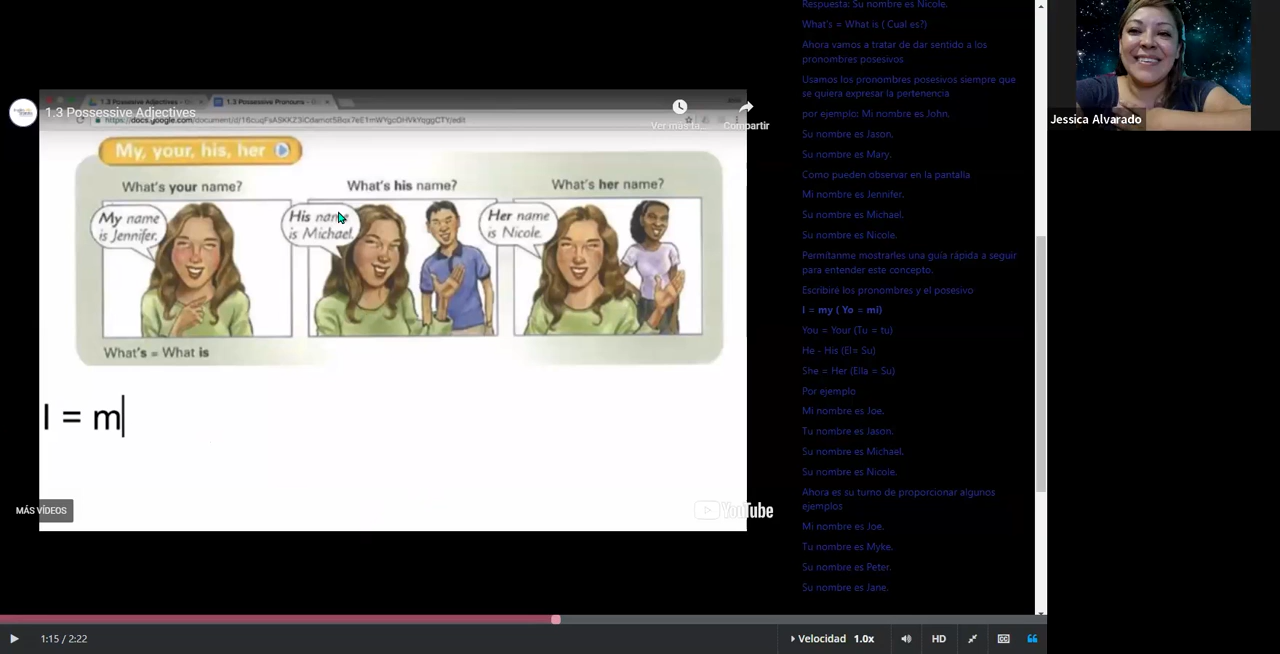 1.3 Possessive Adjectives
1.3 Possessive Pronouns
1.3 Possessive Adjectives
Ver más ta...
Compartir
My, your, his, her
What's your name?
What's his name?
What's her name?
My name
is Jennifer.
His name
is Michael.
Her name
is Nicole.
What's = What is
I = m
MÁS VÍDEOS
YouTube
1:15 / 2:22
Velocidad 1.0x
HD
Respuesta: Su nombre es Nicole.
What's = What is ( Cual es?)
Ahora vamos a tratar de dar sentido a los
pronombres posesivos
Usamos los pronombres posesivos siempre que
se quiera expresar la pertenencia
por ejemplo: Mi nombre es John.
Su nombre es Jason.
Su nombre es Mary.
Como pueden observar en la pantalla
Mi nombre es Jennifer.
Su nombre es Michael.
Su nombre es Nicole.
Permítanme mostrarles una guía rápida a seguir
para entender este concepto.
Escribiré los pronombres y el posesivo
I = my ( Yo = mi)
You = Your (Tu = tu)
He - His (El= Su)
She = Her (Ella = Su)
Por ejemplo
Mi nombre es Joe.
Tu nombre es Jason.
Su nombre es Michael.
Su nombre es Nicole.
Ahora es su turno de proporcionar algunos
ejemplos
Mi nombre es Joe.
Tu nombre es Myke.
Su nombre es Peter.
Su nombre es Jane.
Jessica Alvarado